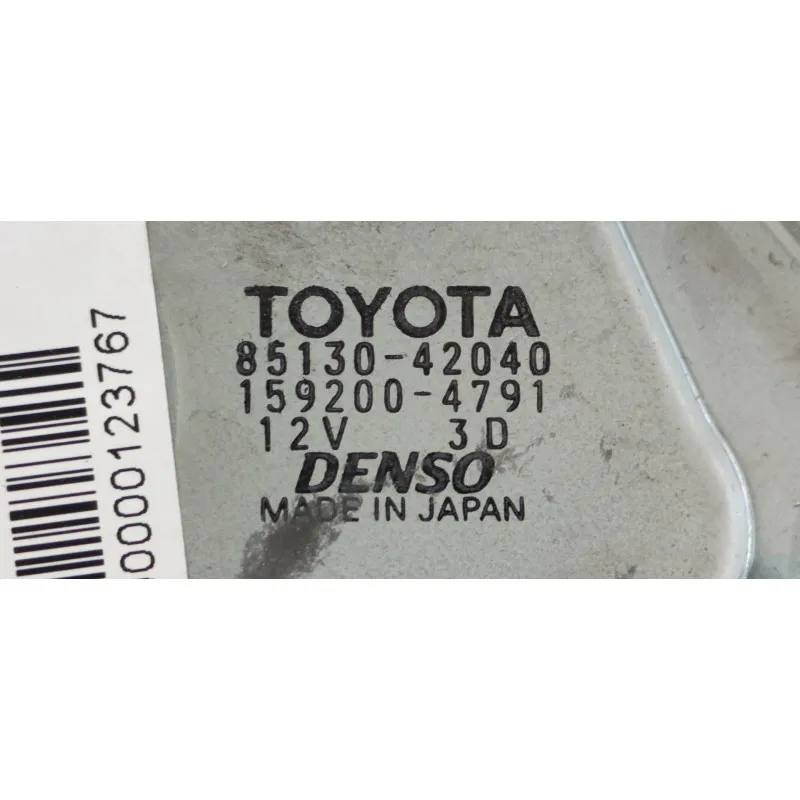 TOYOTA
85130-42040
159200-4791
12V 3D
DENSO
MADE IN JAPAN
0000123767